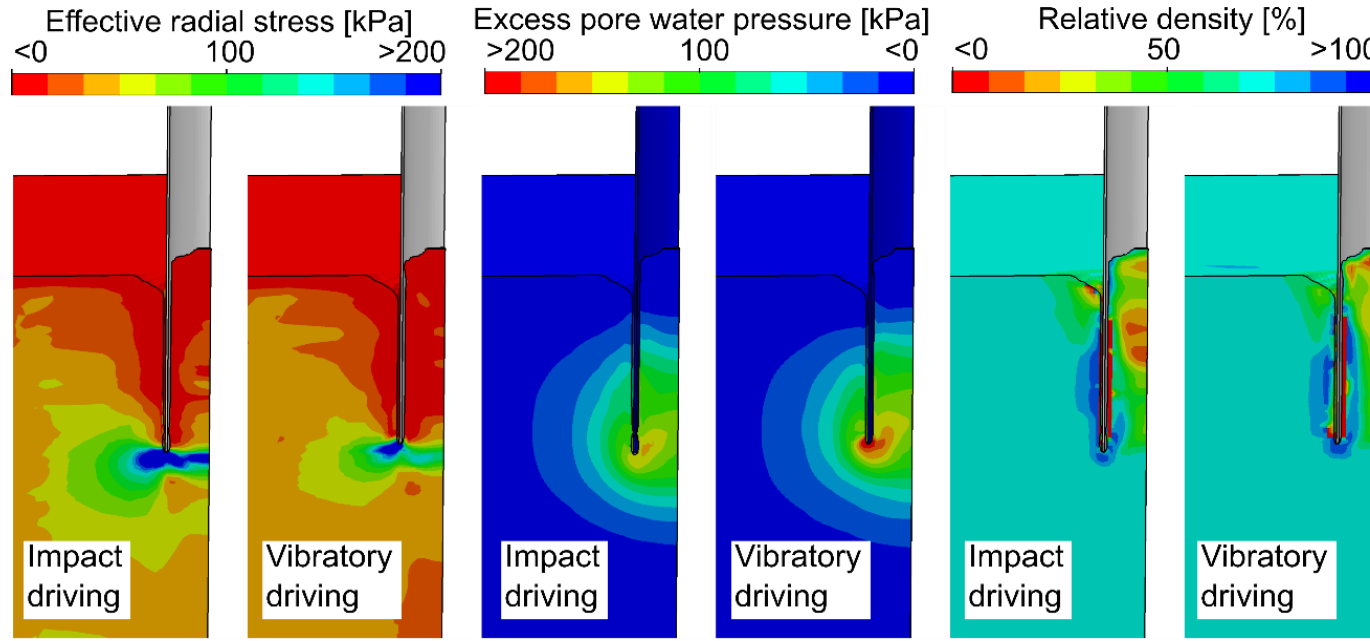 Effective radial stress [kPa]
<0 100 >200
Excess pore water pressure [kPa]
>200 100 <0
Relative density [%]
<0 50 >100
Impact
driving
Vibratory
driving
Impact
driving
Vibratory
driving
Impact
driving
Vibratory
driving